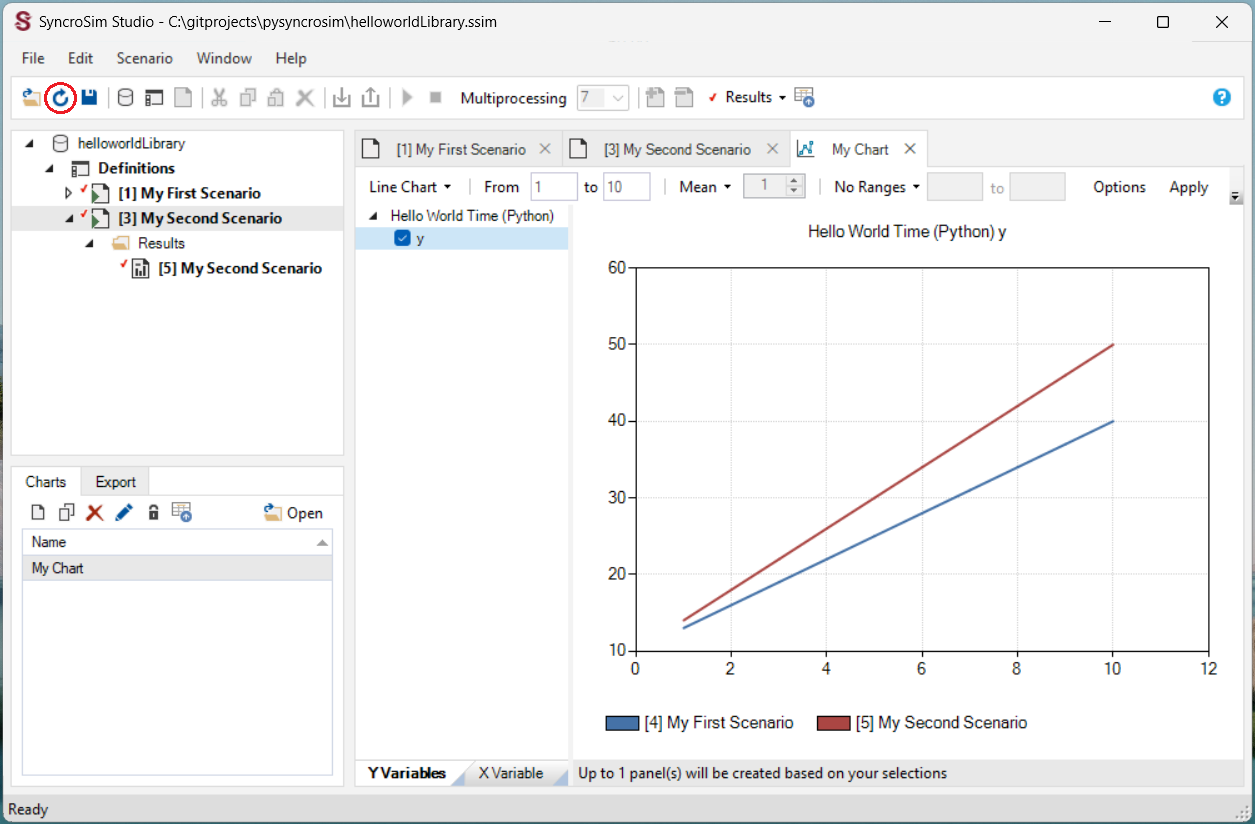 SyncroSim Studio - C:\gitprojects\pysyncrosim\helloworldLibrary.ssim
File Edit Scenario Window Help
Multiprocessing 7 Results
helloworldLibrary
Definitions
[1] My First Scenario
[3] My Second Scenario
Results
[5] My Second Scenario
Charts Export
Open
Name
My Chart
[1] My First Scenario [3] My Second Scenario My Chart
Line Chart From 1 to 10 Mean 1 No Ranges to Options Apply
Hello World Time (Python)
y
Hello World Time (Python) y
60
50
40
30
20
10
0 2 4 6 8 10 12
[4] My First Scenario [5] My Second Scenario
Y Variables X Variable Up to 1 panel(s) will be created based on your selections
Ready